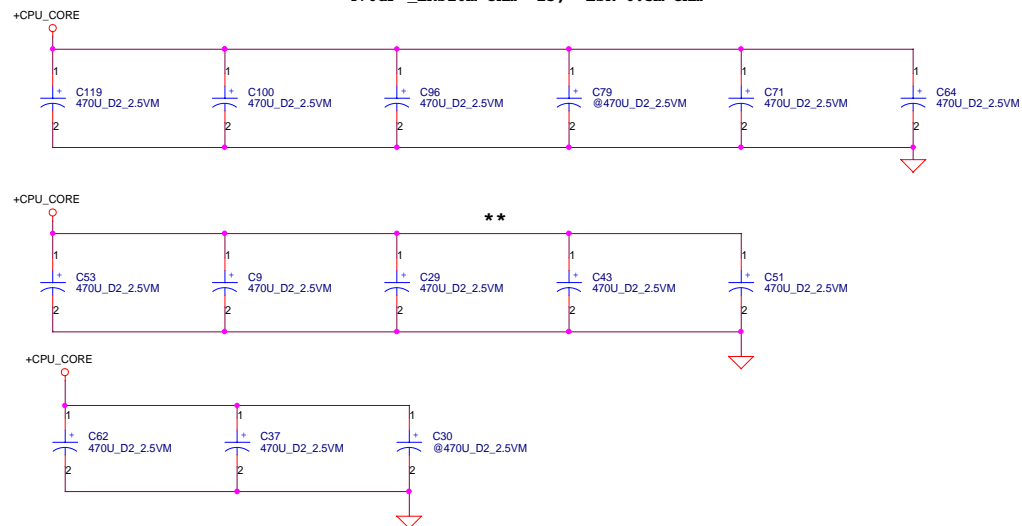 +CPU_CORE
1 1 1 1 1 1
+ C119 + C100 + C96 + C79 + C71 + C64
470U_D2_2.5VM 470U_D2_2.5VM 470U_D2_2.5VM @470U_D2_2.5VM 470U_D2_2.5VM 470U_D2_2.5VM
2 2 2 2 2 2
+CPU_CORE
**
1 1 1 1 1
+ C53 + C9 + C29 + C43 + C51
470U_D2_2.5VM 470U_D2_2.5VM 470U_D2_2.5VM 470U_D2_2.5VM 470U_D2_2.5VM
2 2 2 2 2
+CPU_CORE
1 1 1
+ C62 + C37 + C30
470U_D2_2.5VM 470U_D2_2.5VM @470U_D2_2.5VM
2 2 2